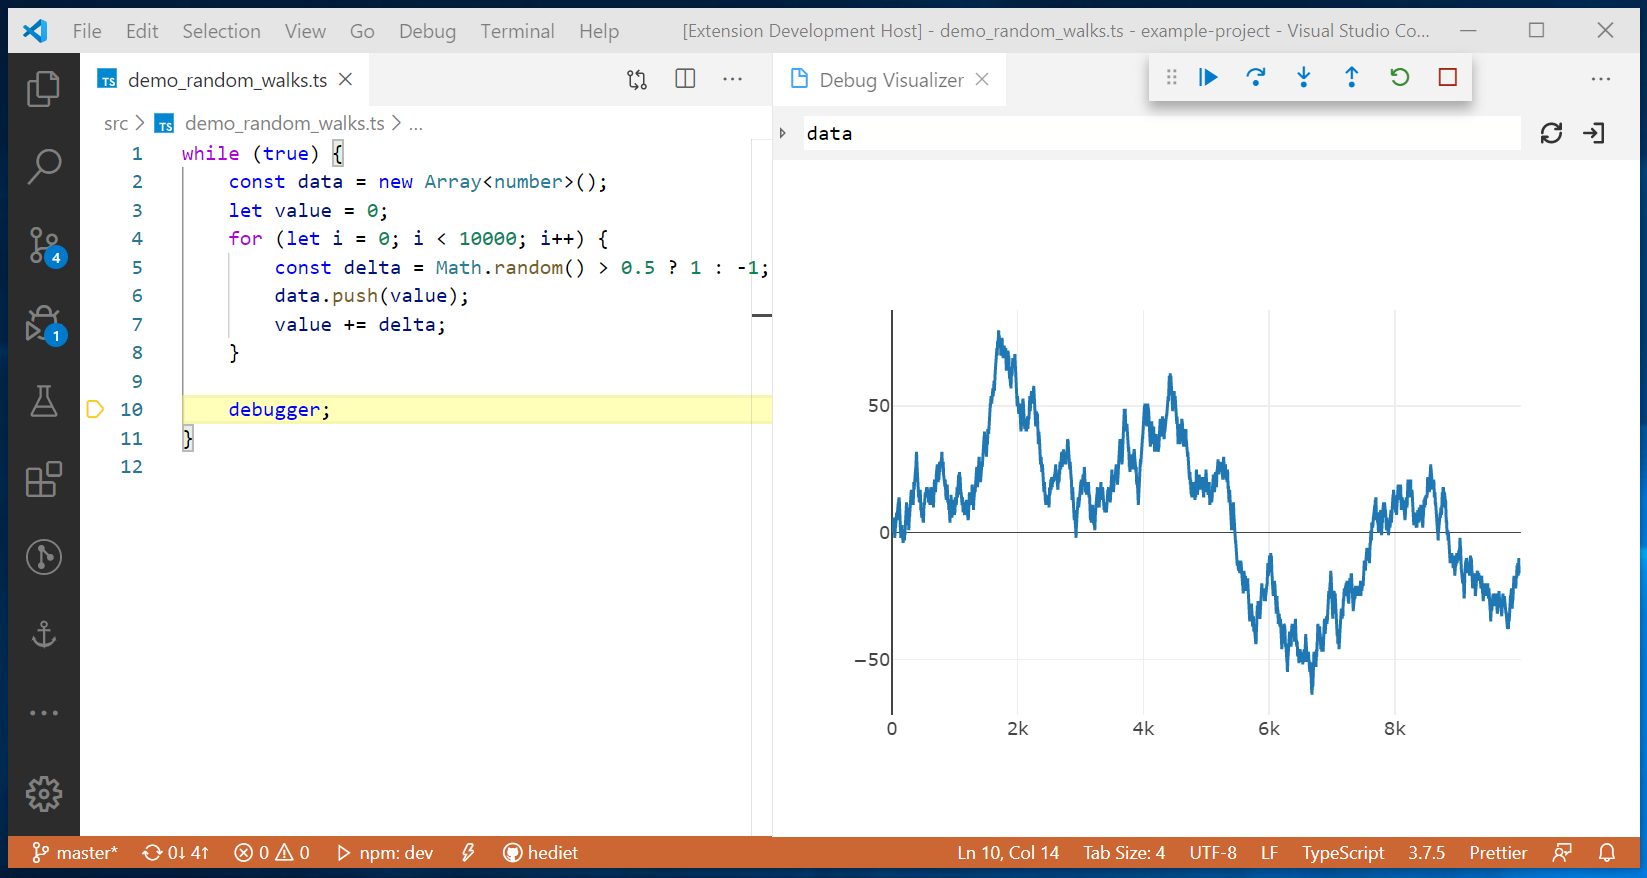 File Edit Selection View Go Debug Terminal Help [Extension Development Host] - demo_random_walks.ts - example-project - Visual Studio Co...
TS demo_random_walks.ts
Debug Visualizer
src > TS demo_random_walks.ts > ...
data
1 while (true) {
2 const data = new Array<number>();
3 let value = 0;
4 for (let i = 0; i < 10000; i++) {
5 const delta = Math.random() > 0.5 ? 1 : -1;
6 data.push(value);
7 value += delta;
8 }
9
10 debugger;
11 }
12
4
1
50
0
−50
0 2k 4k 6k 8k
master* 0↓ 4↑ 0 0 npm: dev hediet Ln 10, Col 14 Tab Size: 4 UTF-8 LF TypeScript 3.7.5 Prettier